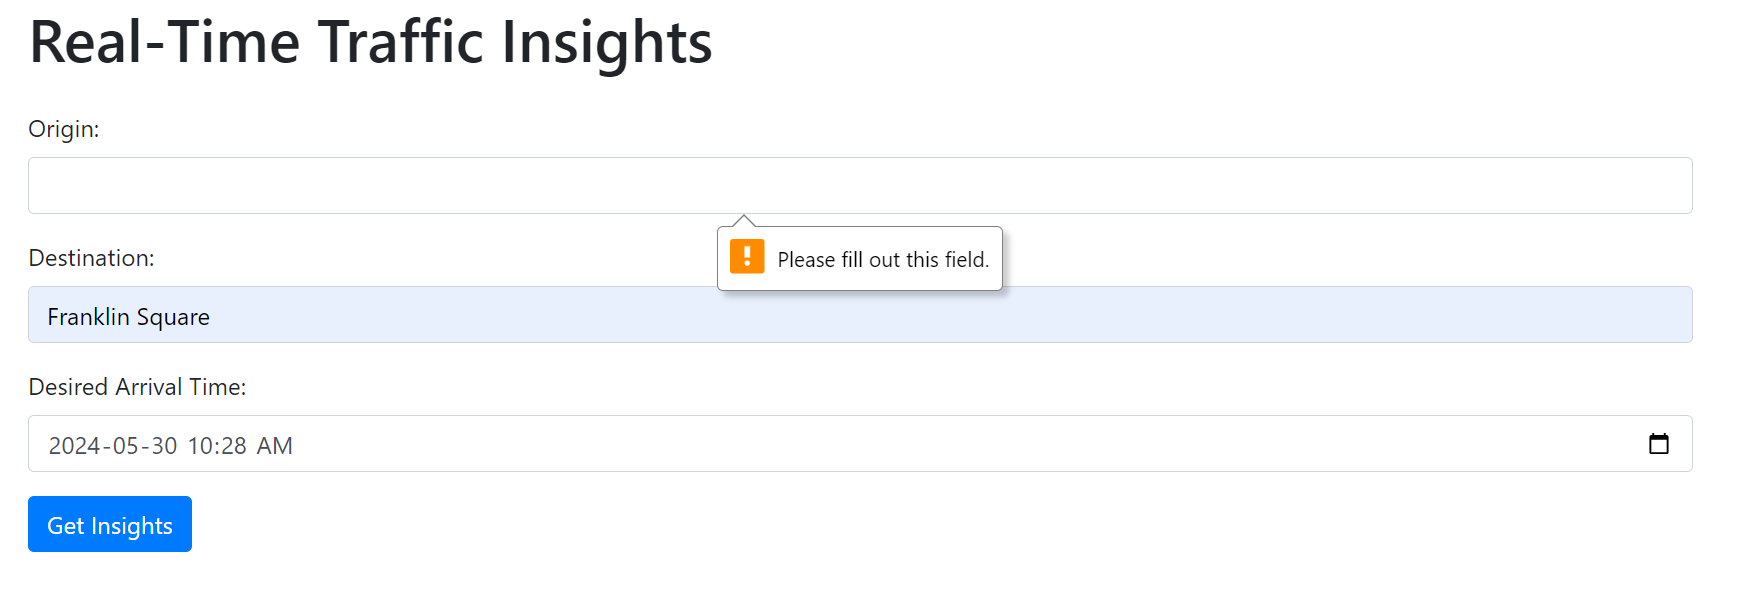 Real-Time Traffic Insights
Origin:
Please fill out this field.
Destination:
Franklin Square
Desired Arrival Time:
2024-05-30 10:28 AM
Get Insights